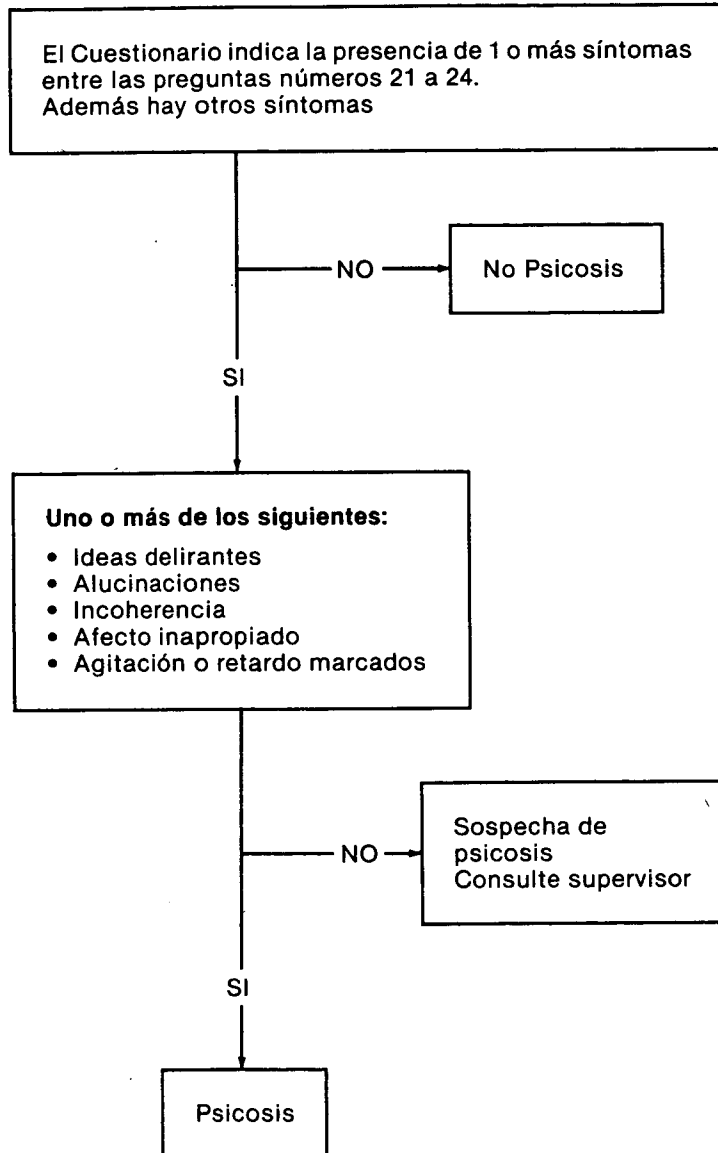 El Cuestionario indica la presencia de 1 o más síntomas
entre las preguntas números 21 a 24.
Además hay otros síntomas
NO
No Psicosis
SI
Uno o más de los siguientes:
• Ideas delirantes
• Alucinaciones
• Incoherencia
• Afecto inapropiado
• Agitación o retardo marcados
NO
Sospecha de
psicosis
Consulte supervisor
SI
Psicosis